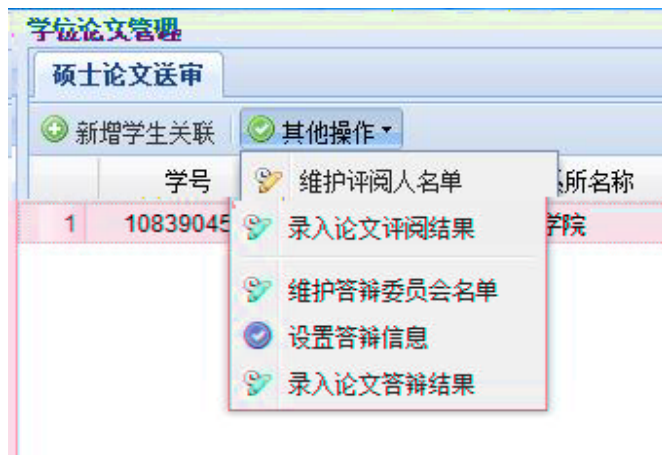 学位论文管理
硕士论文送审
新增学生关联 其他操作
学号 所名称
维护评阅人名单
1 10839045 学院
录入论文评阅结果
维护答辩委员会名单
设置答辩信息
录入论文答辩结果